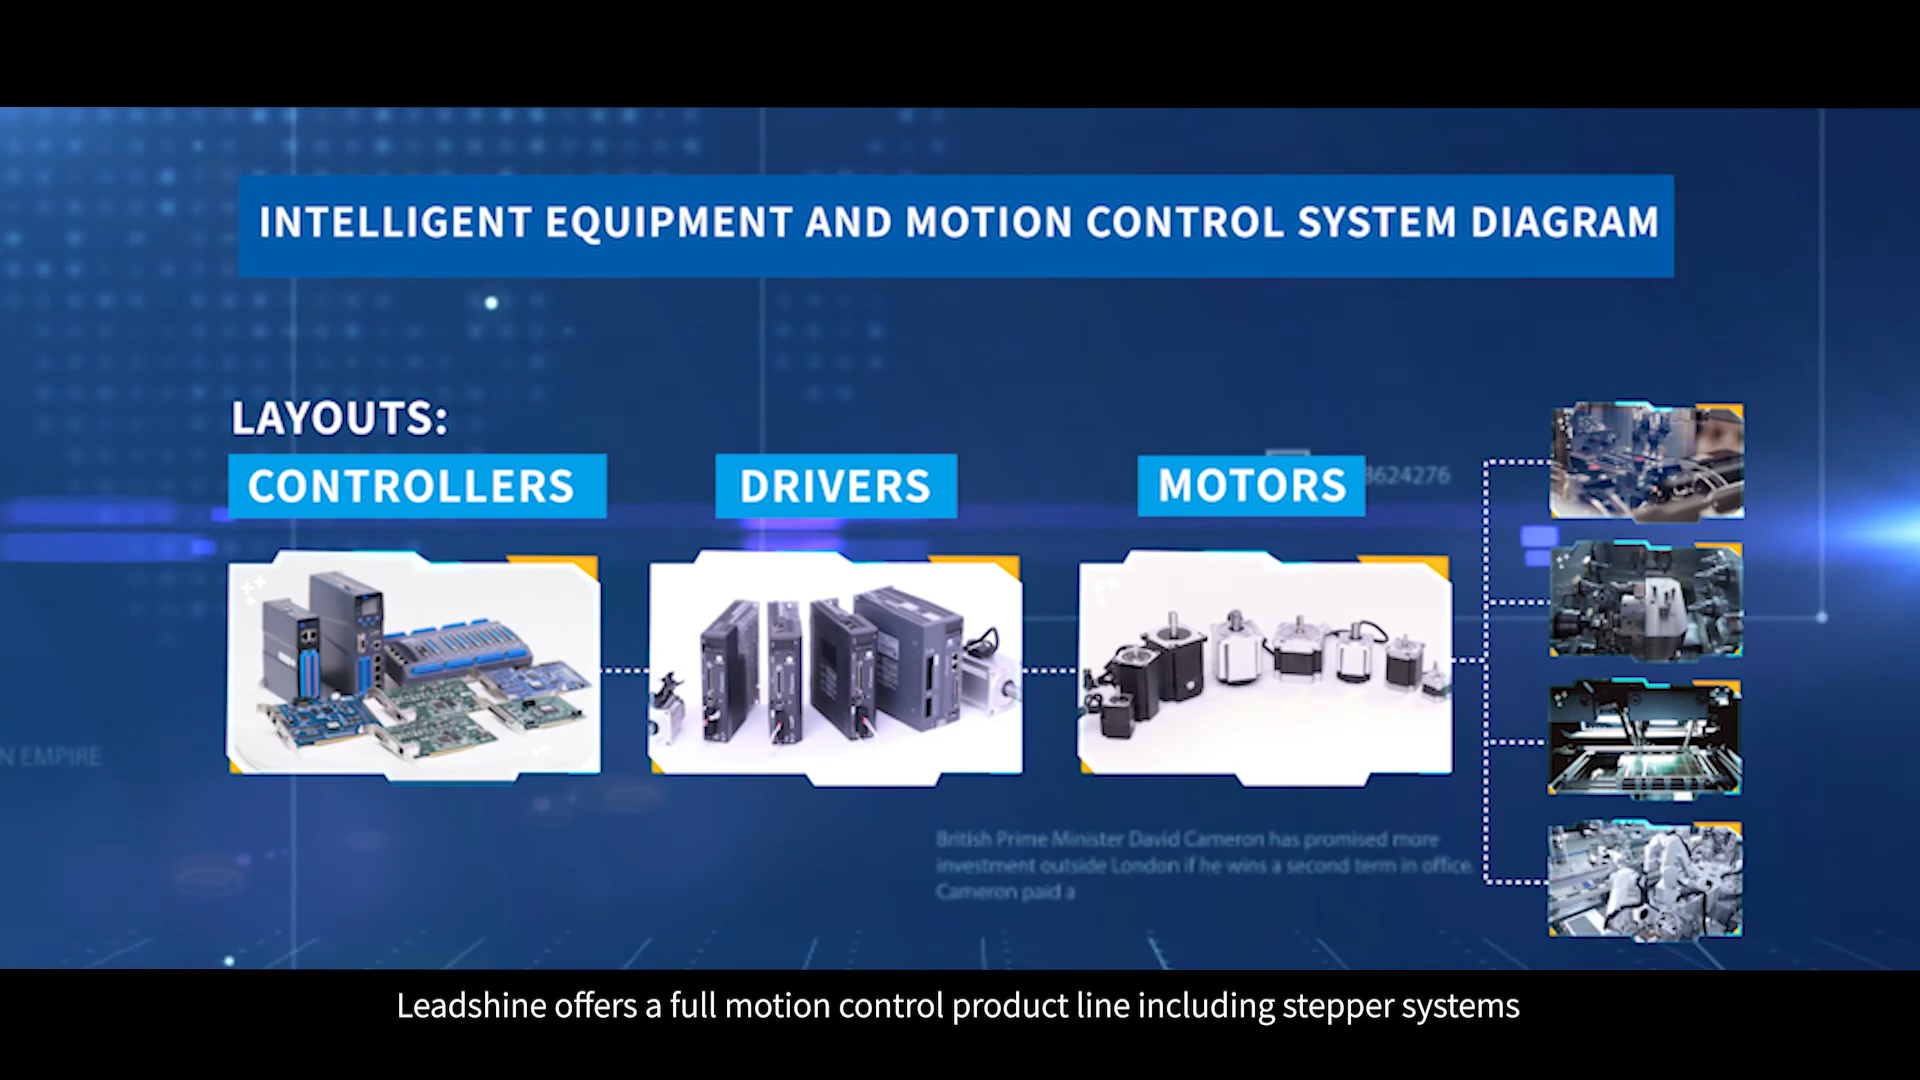 INTELLIGENT EQUIPMENT AND MOTION CONTROL SYSTEM DIAGRAM
LAYOUTS:
CONTROLLERS
DRIVERS
MOTORS
3624276
N EMPIRE
British Prime Minister David Cameron has promised more
investment outside London if he wins a second term in office.
Cameron paid a
Leadshine offers a full motion control product line including stepper systems